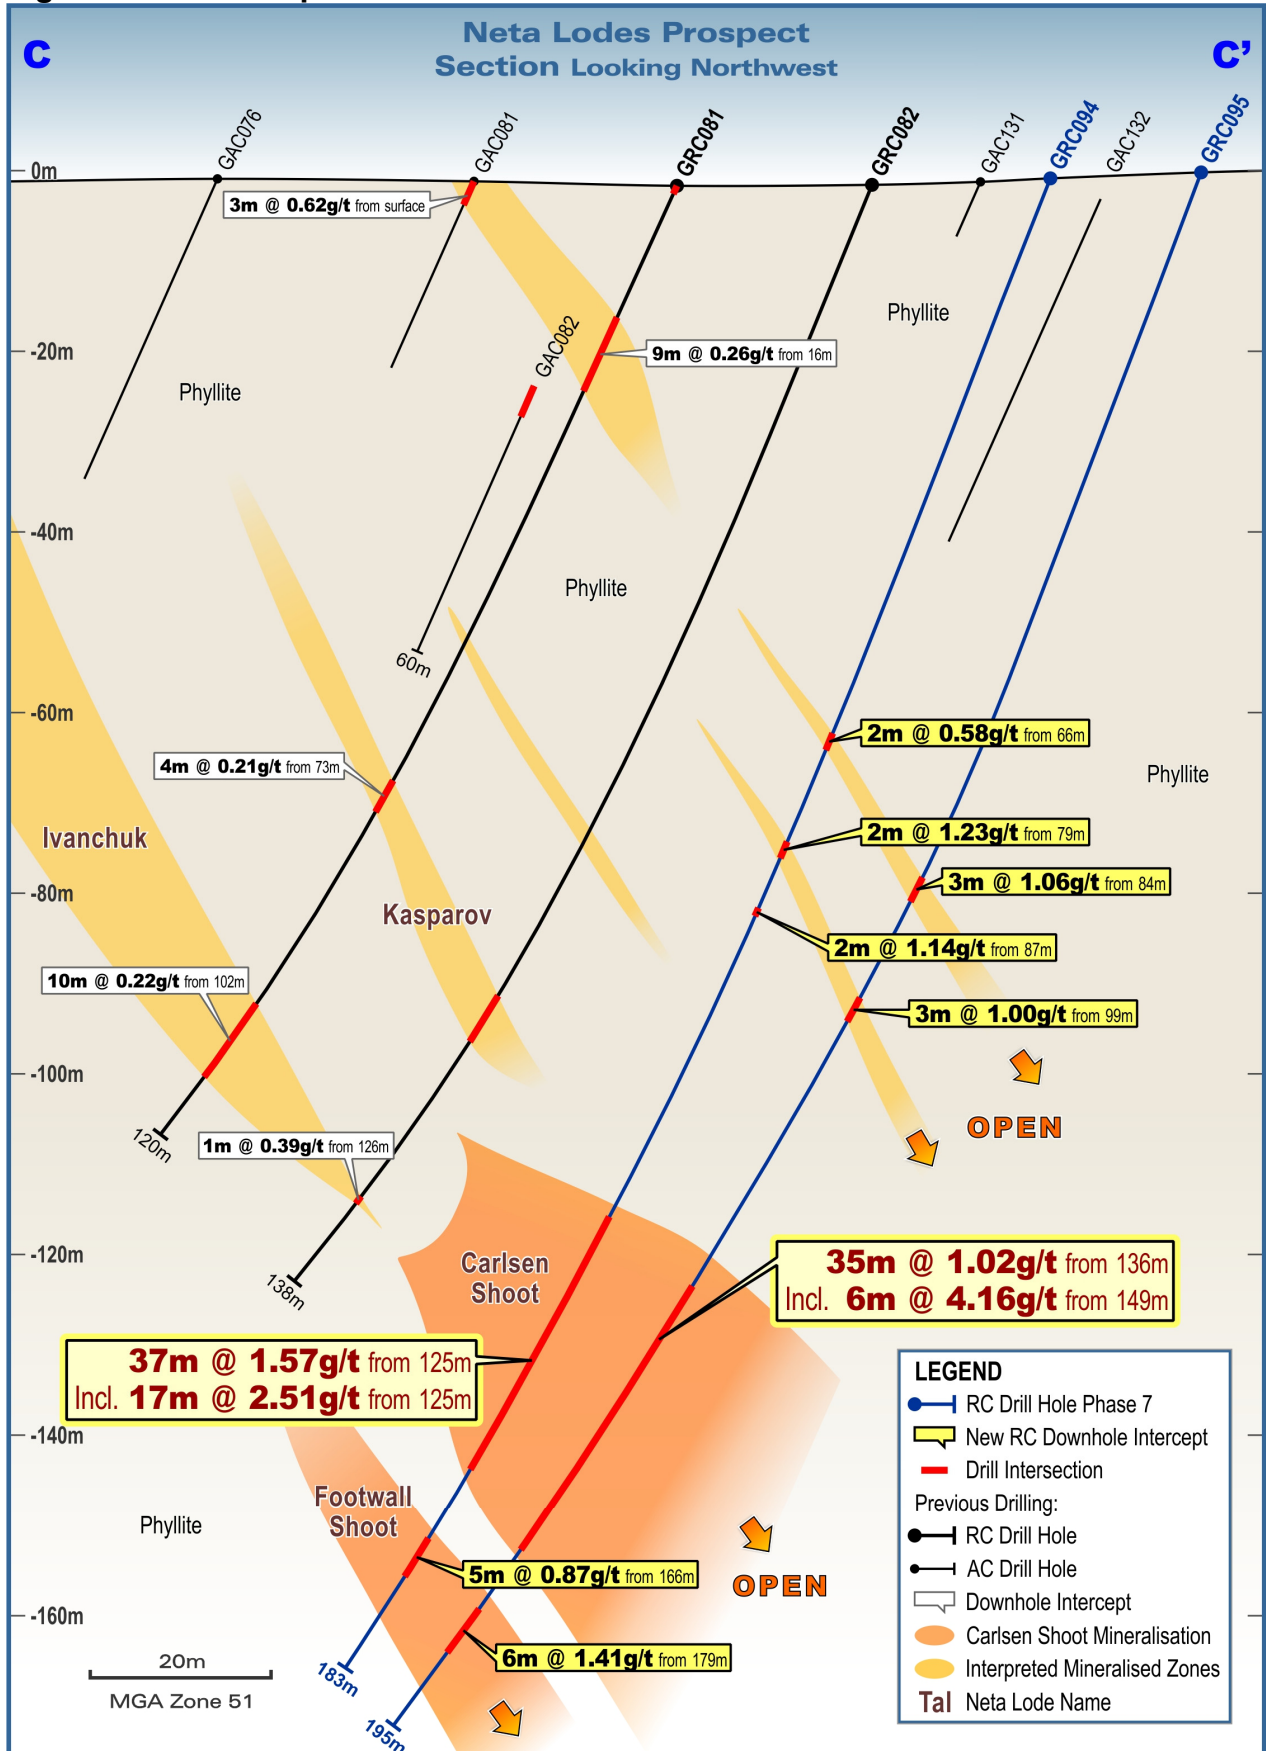 Neta Lodes Prospect
Section Looking Northwest
C
C’
GAC076
GAC081
GRC081
GRC082
GAC131
GRC094
GAC132
GRC095
0m
3m @ 0.62g/t from surface
Phyllite
GAC082
-20m
9m @ 0.26g/t from 16m
Phyllite
-40m
Phyllite
60m
-60m
2m @ 0.58g/t from 66m
4m @ 0.21g/t from 73m
Phyllite
Ivanchuk
2m @ 1.23g/t from 79m
-80m
3m @ 1.06g/t from 84m
Kasparov
2m @ 1.14g/t from 87m
10m @ 0.22g/t from 102m
3m @ 1.00g/t from 99m
-100m
OPEN
120m
1m @ 0.39g/t from 126m
-120m
Carlsen
Shoot
138m
35m @ 1.02g/t from 136m
Incl. 6m @ 4.16g/t from 149m
37m @ 1.57g/t from 125m
Incl. 17m @ 2.51g/t from 125m
-140m
Footwall
Shoot
Phyllite
5m @ 0.87g/t from 166m
OPEN
-160m
6m @ 1.41g/t from 179m
183m
195m
20m
MGA Zone 51
LEGEND
RC Drill Hole Phase 7
New RC Downhole Intercept
Drill Intersection
Previous Drilling:
RC Drill Hole
AC Drill Hole
Downhole Intercept
Carlsen Shoot Mineralisation
Interpreted Mineralised Zones
Tal Neta Lode Name